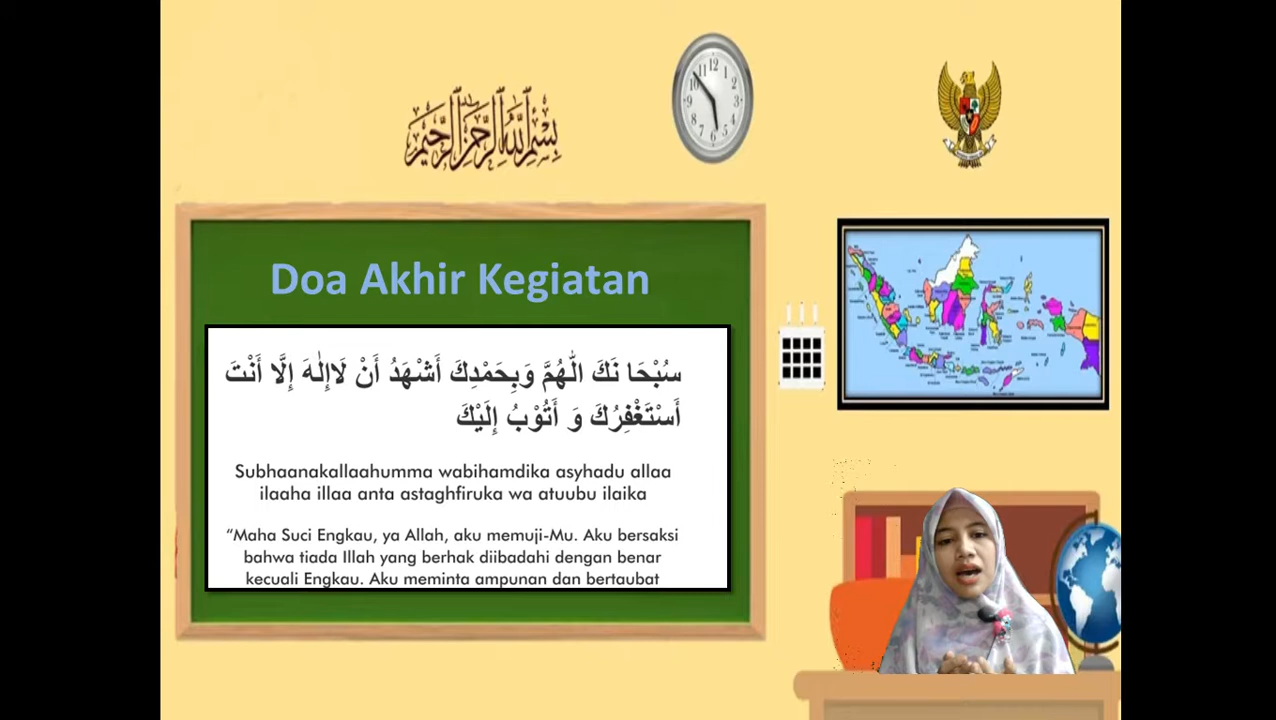 بِسْمِ اللَّهِ الرَّحْمَٰنِ الرَّحِيمِ
Doa Akhir Kegiatan
سُبْحَا نَكَ اللّٰهُمَّ وَبِحَمْدِكَ أَشْهَدُ أَنْ لَاإِلٰهَ إِلَّا أَنْتَ
أَسْتَغْفِرُكَ وَ أَتُوْبُ إِلَيْكَ
Subhaanakallaahumma wabihamdika asyhadu allaa
ilaaha illaa anta astaghfiruka wa atuubu ilaika
“Maha Suci Engkau, ya Allah, aku memuji-Mu. Aku bersaksi
bahwa tiada Illah yang berhak diibadahi dengan benar
kecuali Engkau. Aku meminta ampunan dan bertaubat